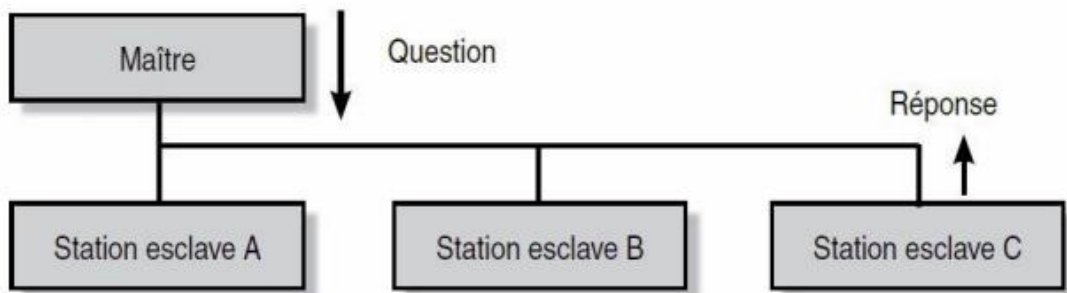 Maître
Question
Réponse
Station esclave A
Station esclave B
Station esclave C